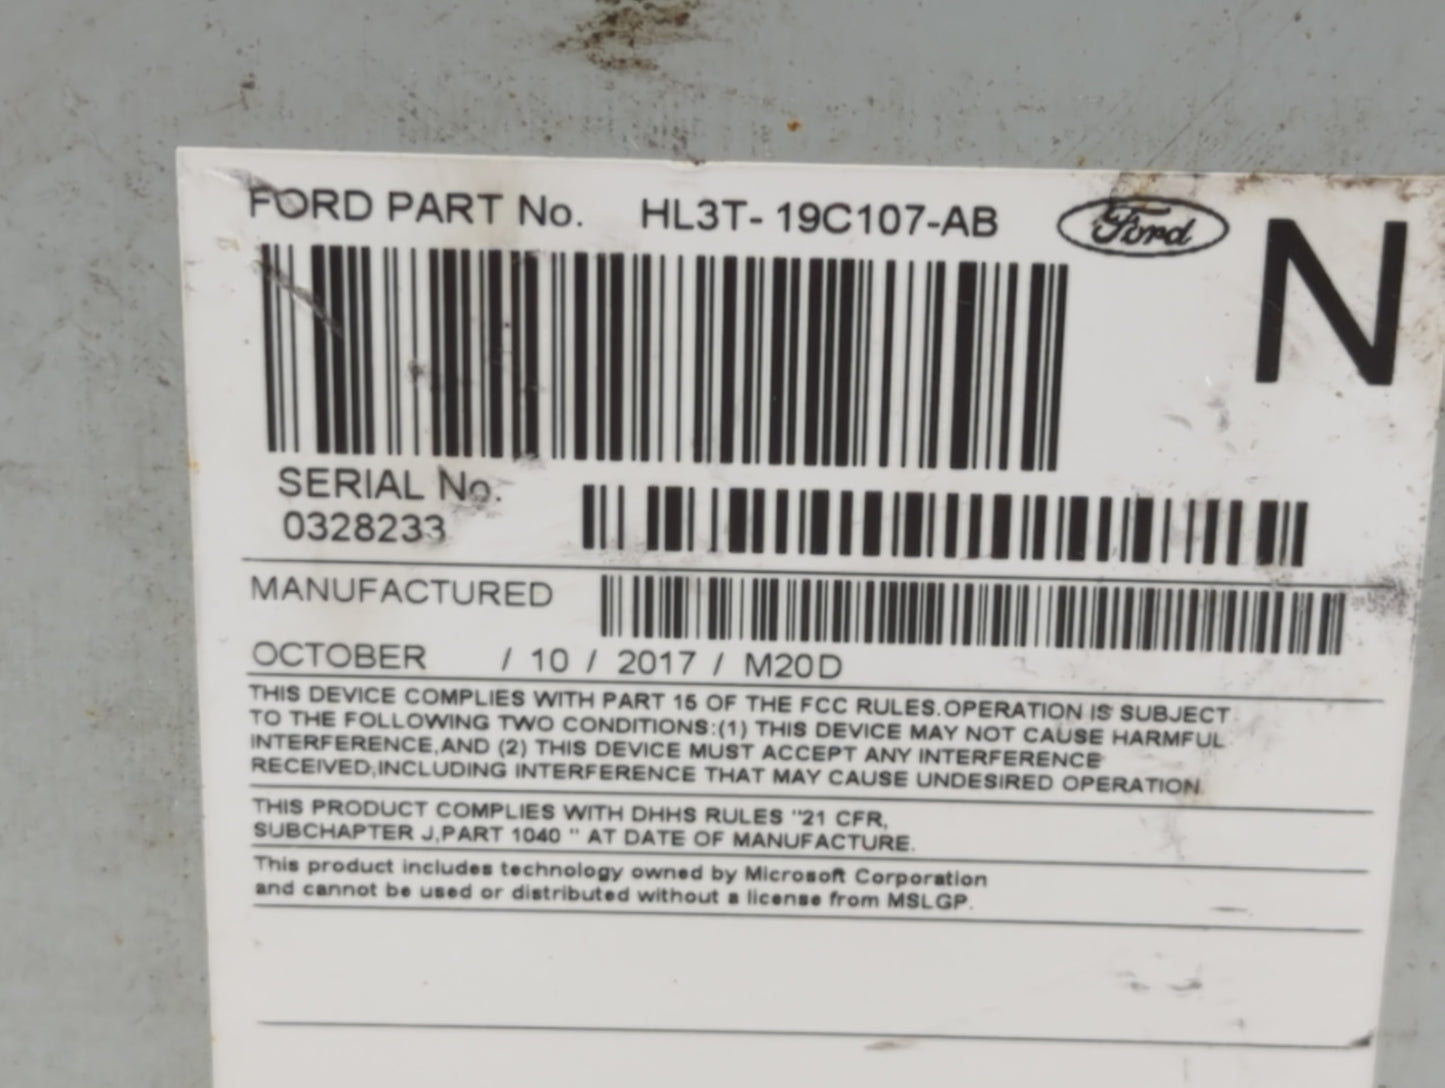 FORD PART No. HL3T- 19C107-AB Ford N
SERIAL No.
0328233
MANUFACTURED
OCTOBER / 10 / 2017 / M20D
THIS DEVICE COMPLIES WITH PART 15 OF THE FCC RULES.OPERATION IS SUBJECT
TO THE FOLLOWING TWO CONDITIONS:(1) THIS DEVICE MAY NOT CAUSE HARMFUL
INTERFERENCE,AND (2) THIS DEVICE MUST ACCEPT ANY INTERFERENCE
RECEIVED,INCLUDING INTERFERENCE THAT MAY CAUSE UNDESIRED OPERATION
THIS PRODUCT COMPLIES WITH DHHS RULES "21 CFR,
SUBCHAPTER J,PART 1040 " AT DATE OF MANUFACTURE.
This product includes technology owned by Microsoft Corporation
and cannot be used or distributed without a license from MSLGP.